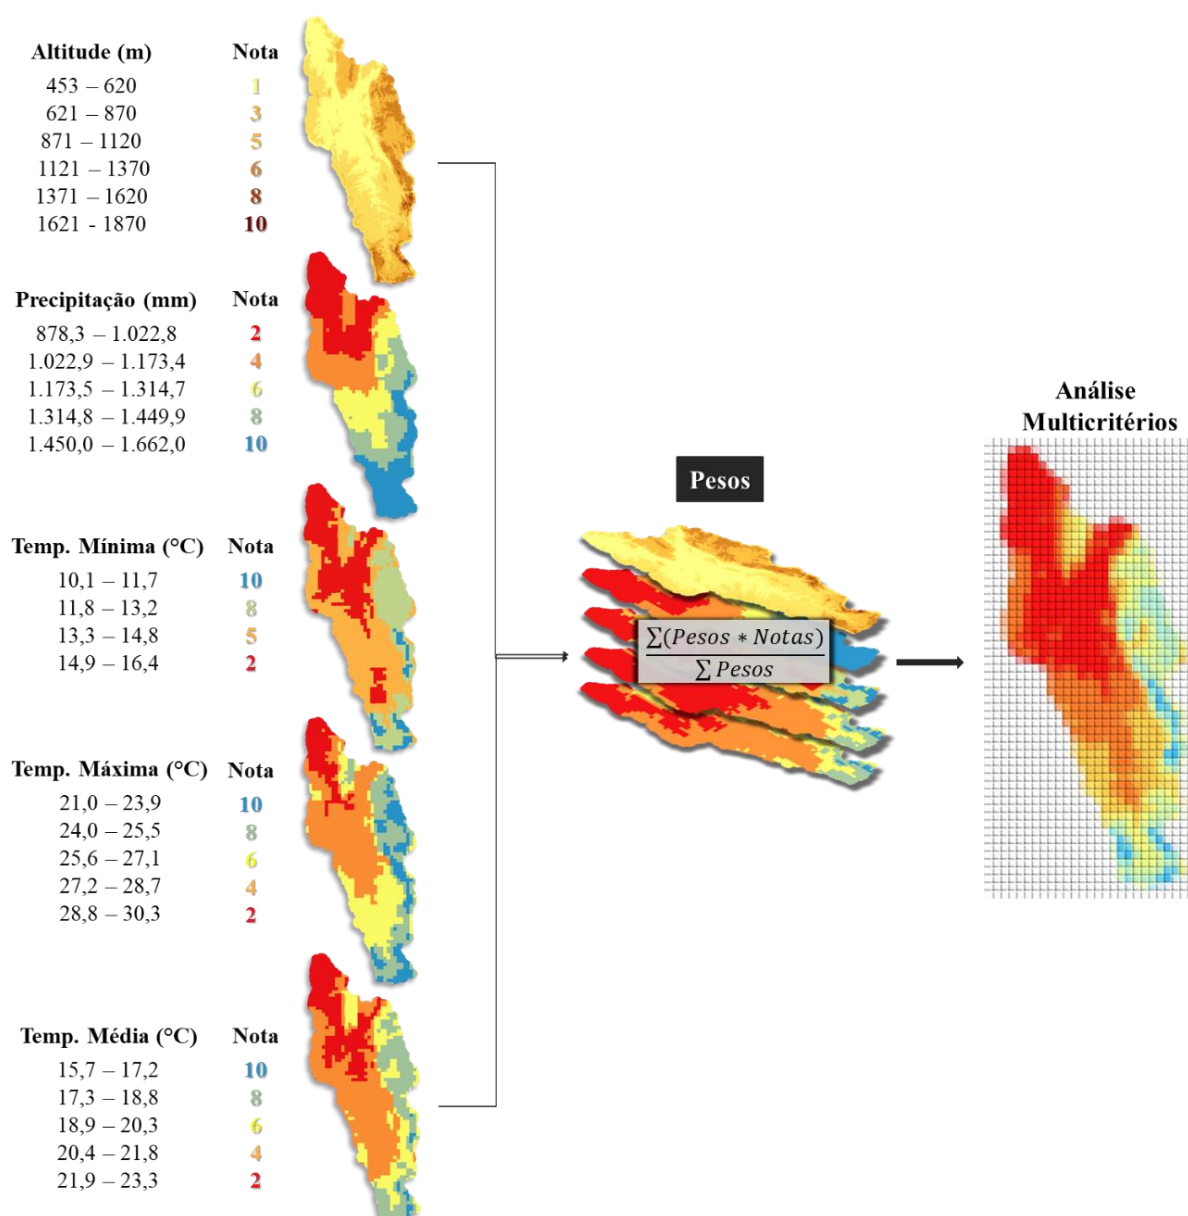 Altitude (m) Nota
453 – 620 1
621 – 870 3
871 – 1120 5
1121 – 1370 6
1371 – 1620 8
1621 - 1870 10
Precipitação (mm) Nota
878,3 – 1.022,8 2
1.022,9 – 1.173,4 4
1.173,5 – 1.314,7 6
1.314,8 – 1.449,9 8
1.450,0 – 1.662,0 10
Temp. Mínima (°C) Nota
10,1 – 11,7 10
11,8 – 13,2 8
13,3 – 14,8 5
14,9 – 16,4 2
Temp. Máxima (°C) Nota
21,0 – 23,9 10
24,0 – 25,5 8
25,6 – 27,1 6
27,2 – 28,7 4
28,8 – 30,3 2
Temp. Média (°C) Nota
15,7 – 17,2 10
17,3 – 18,8 8
18,9 – 20,3 6
20,4 – 21,8 4
21,9 – 23,3 2
Pesos
∑(Pesos * Notas)
∑ Pesos
Análise
Multicritérios